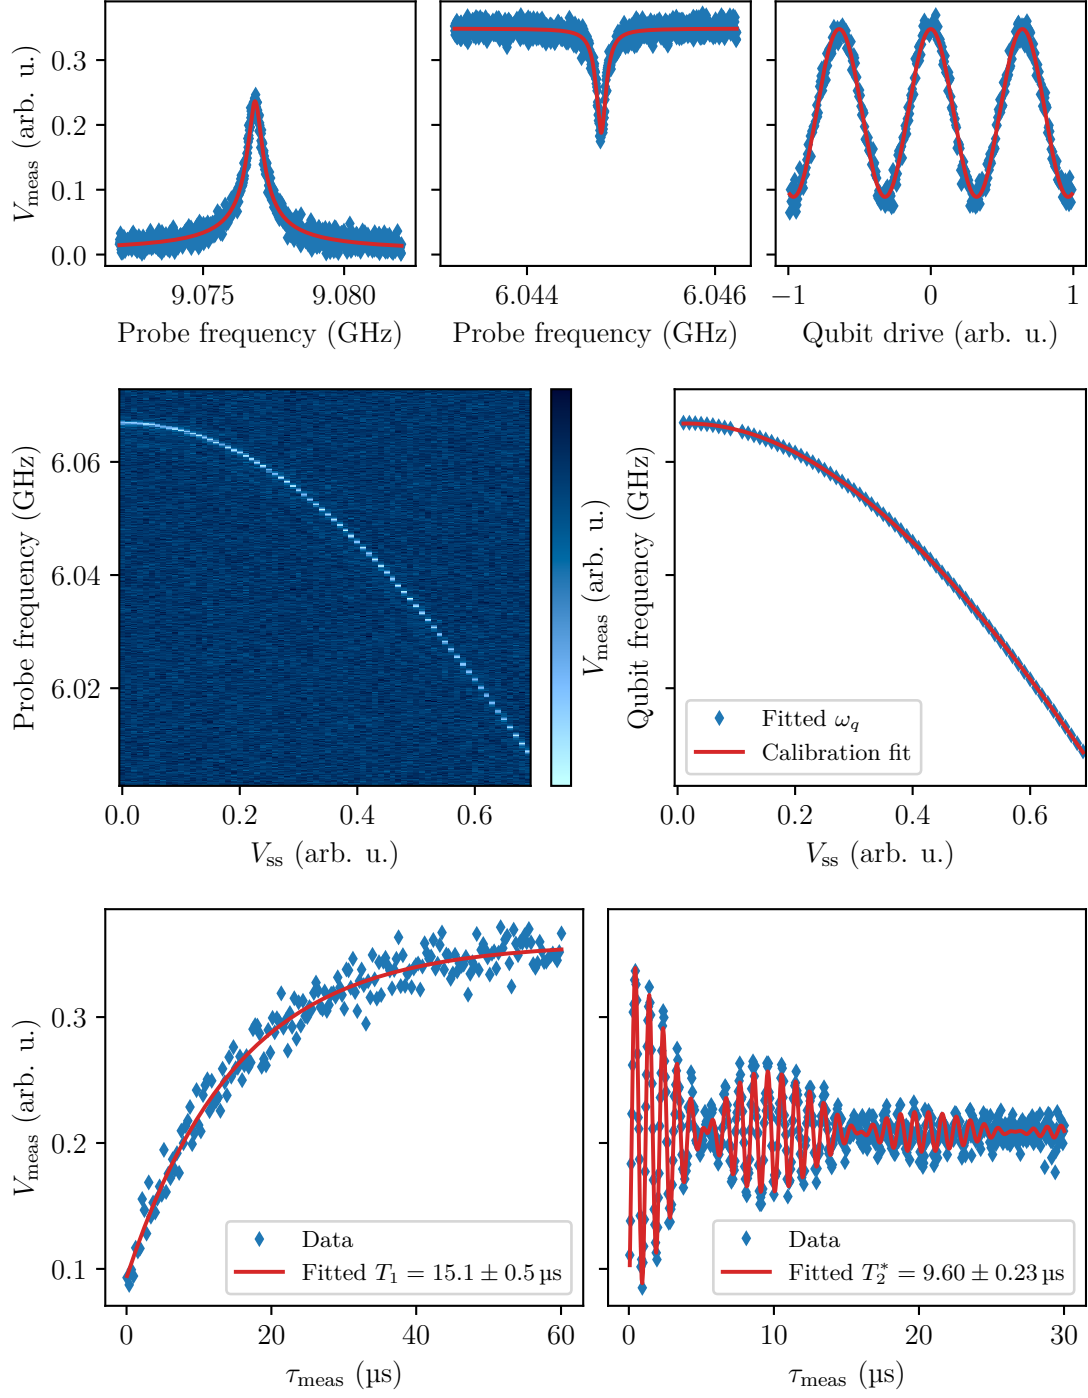 V_meas (arb. u.)
0.3
0.2
0.1
0.0
9.075 9.080
Probe frequency (GHz)
6.044 6.046
Probe frequency (GHz)
−1 0 1
Qubit drive (arb. u.)
Probe frequency (GHz)
6.06
6.04
6.02
0.0 0.2 0.4 0.6
V_ss (arb. u.)
V_meas (arb. u.)
Qubit frequency (GHz)
Fitted ω_q
Calibration fit
0.0 0.2 0.4 0.6
V_ss (arb. u.)
V_meas (arb. u.)
0.3
0.2
0.1
Data
Fitted T_1 = 15.1 ± 0.5 µs
0 20 40 60
τ_meas (µs)
Data
Fitted T_2^* = 9.60 ± 0.23 µs
0 10 20 30
τ_meas (µs)